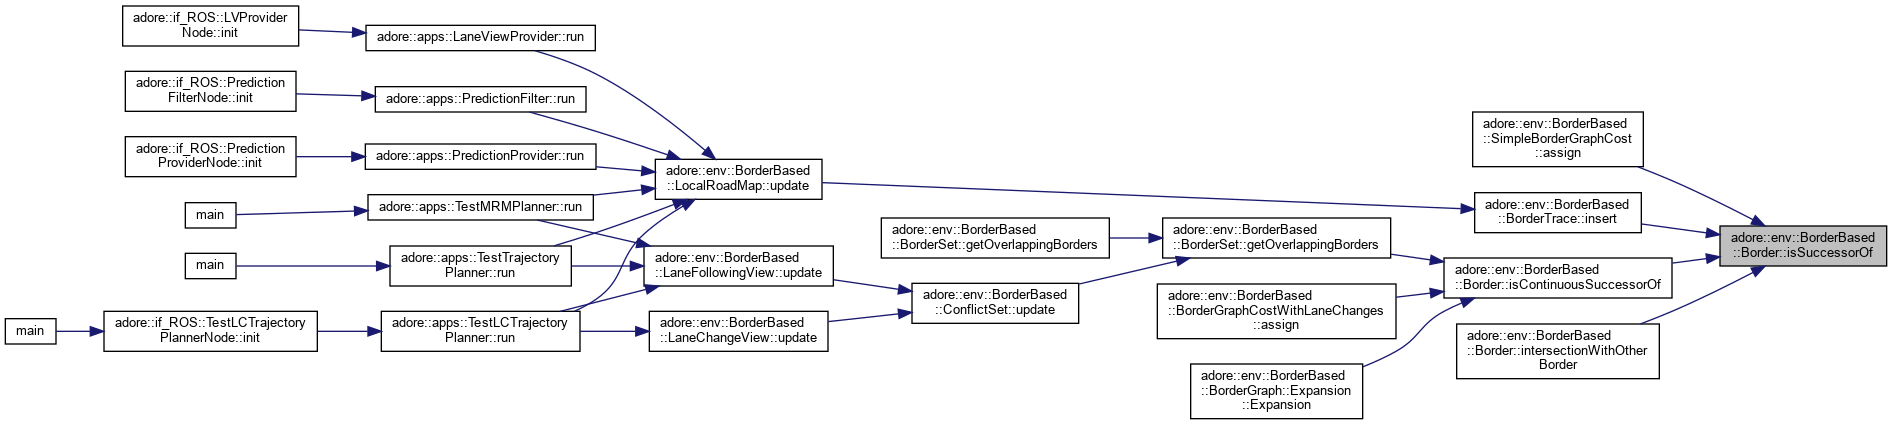 adore::if_ROS::LVProvider
Node::init
adore::apps::LaneViewProvider::run
adore::if_ROS::Prediction
FilterNode::init
adore::apps::PredictionFilter::run
adore::if_ROS::Prediction
ProviderNode::init
adore::apps::PredictionProvider::run
adore::env::BorderBased
::LocalRoadMap::update
main
adore::apps::TestMRMPlanner::run
main
adore::apps::TestTrajectory
Planner::run
adore::env::BorderBased
::LaneFollowingView::update
main
adore::if_ROS::TestLCTrajectory
PlannerNode::init
adore::apps::TestLCTrajectory
Planner::run
adore::env::BorderBased
::LaneChangeView::update
adore::env::BorderBased
::BorderSet::getOverlappingBorders
adore::env::BorderBased
::ConflictSet::update
adore::env::BorderBased
::BorderSet::getOverlappingBorders
adore::env::BorderBased
::BorderGraphCostWithLaneChanges
::assign
adore::env::BorderBased
::BorderGraph::Expansion
::Expansion
adore::env::BorderBased
::SimpleBorderGraphCost
::assign
adore::env::BorderBased
::BorderTrace::insert
adore::env::BorderBased
::Border::isContinuousSuccessorOf
adore::env::BorderBased
::Border::intersectionWithOther
Border
adore::env::BorderBased
::Border::isSuccessorOf